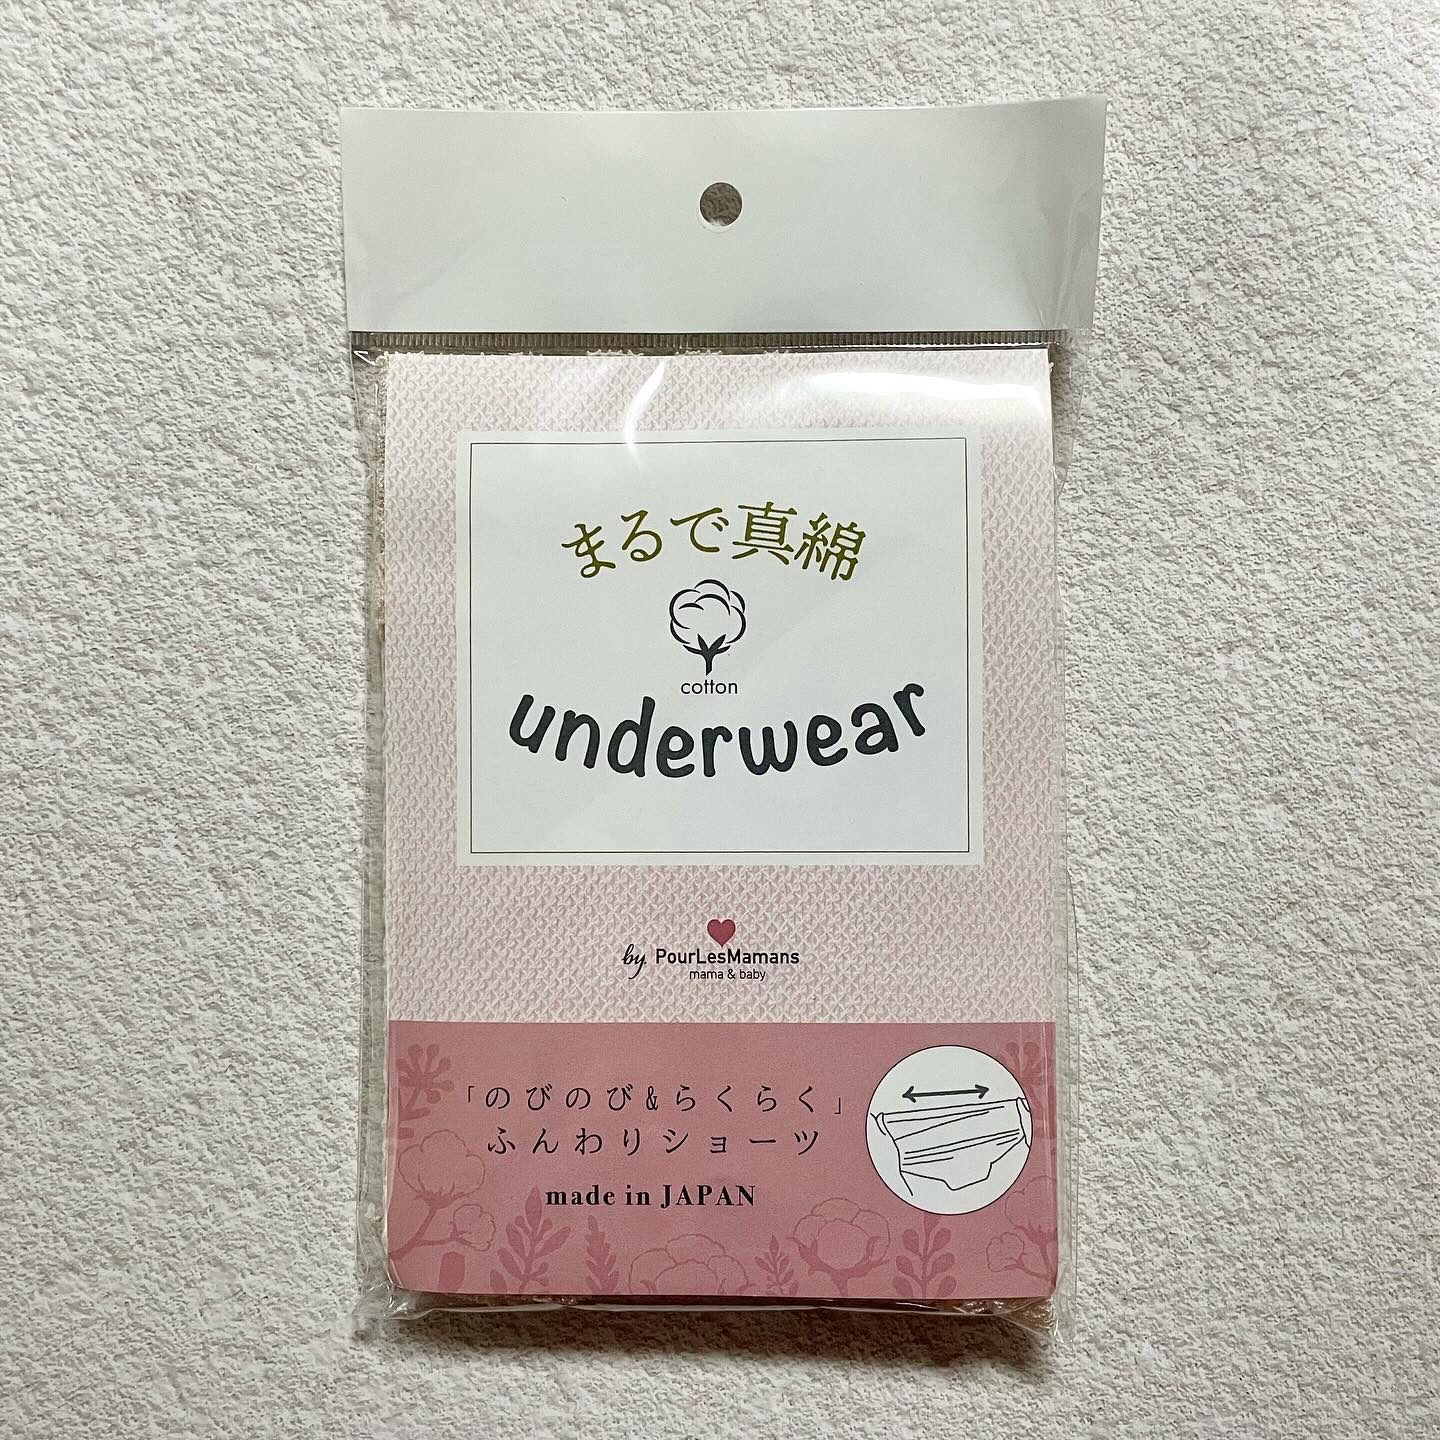 まるで真綿
cotton
underwear
by. PourLesMamans
mama & baby
「のびのび&らくらく」
ふんわりショーツ
made in JAPAN